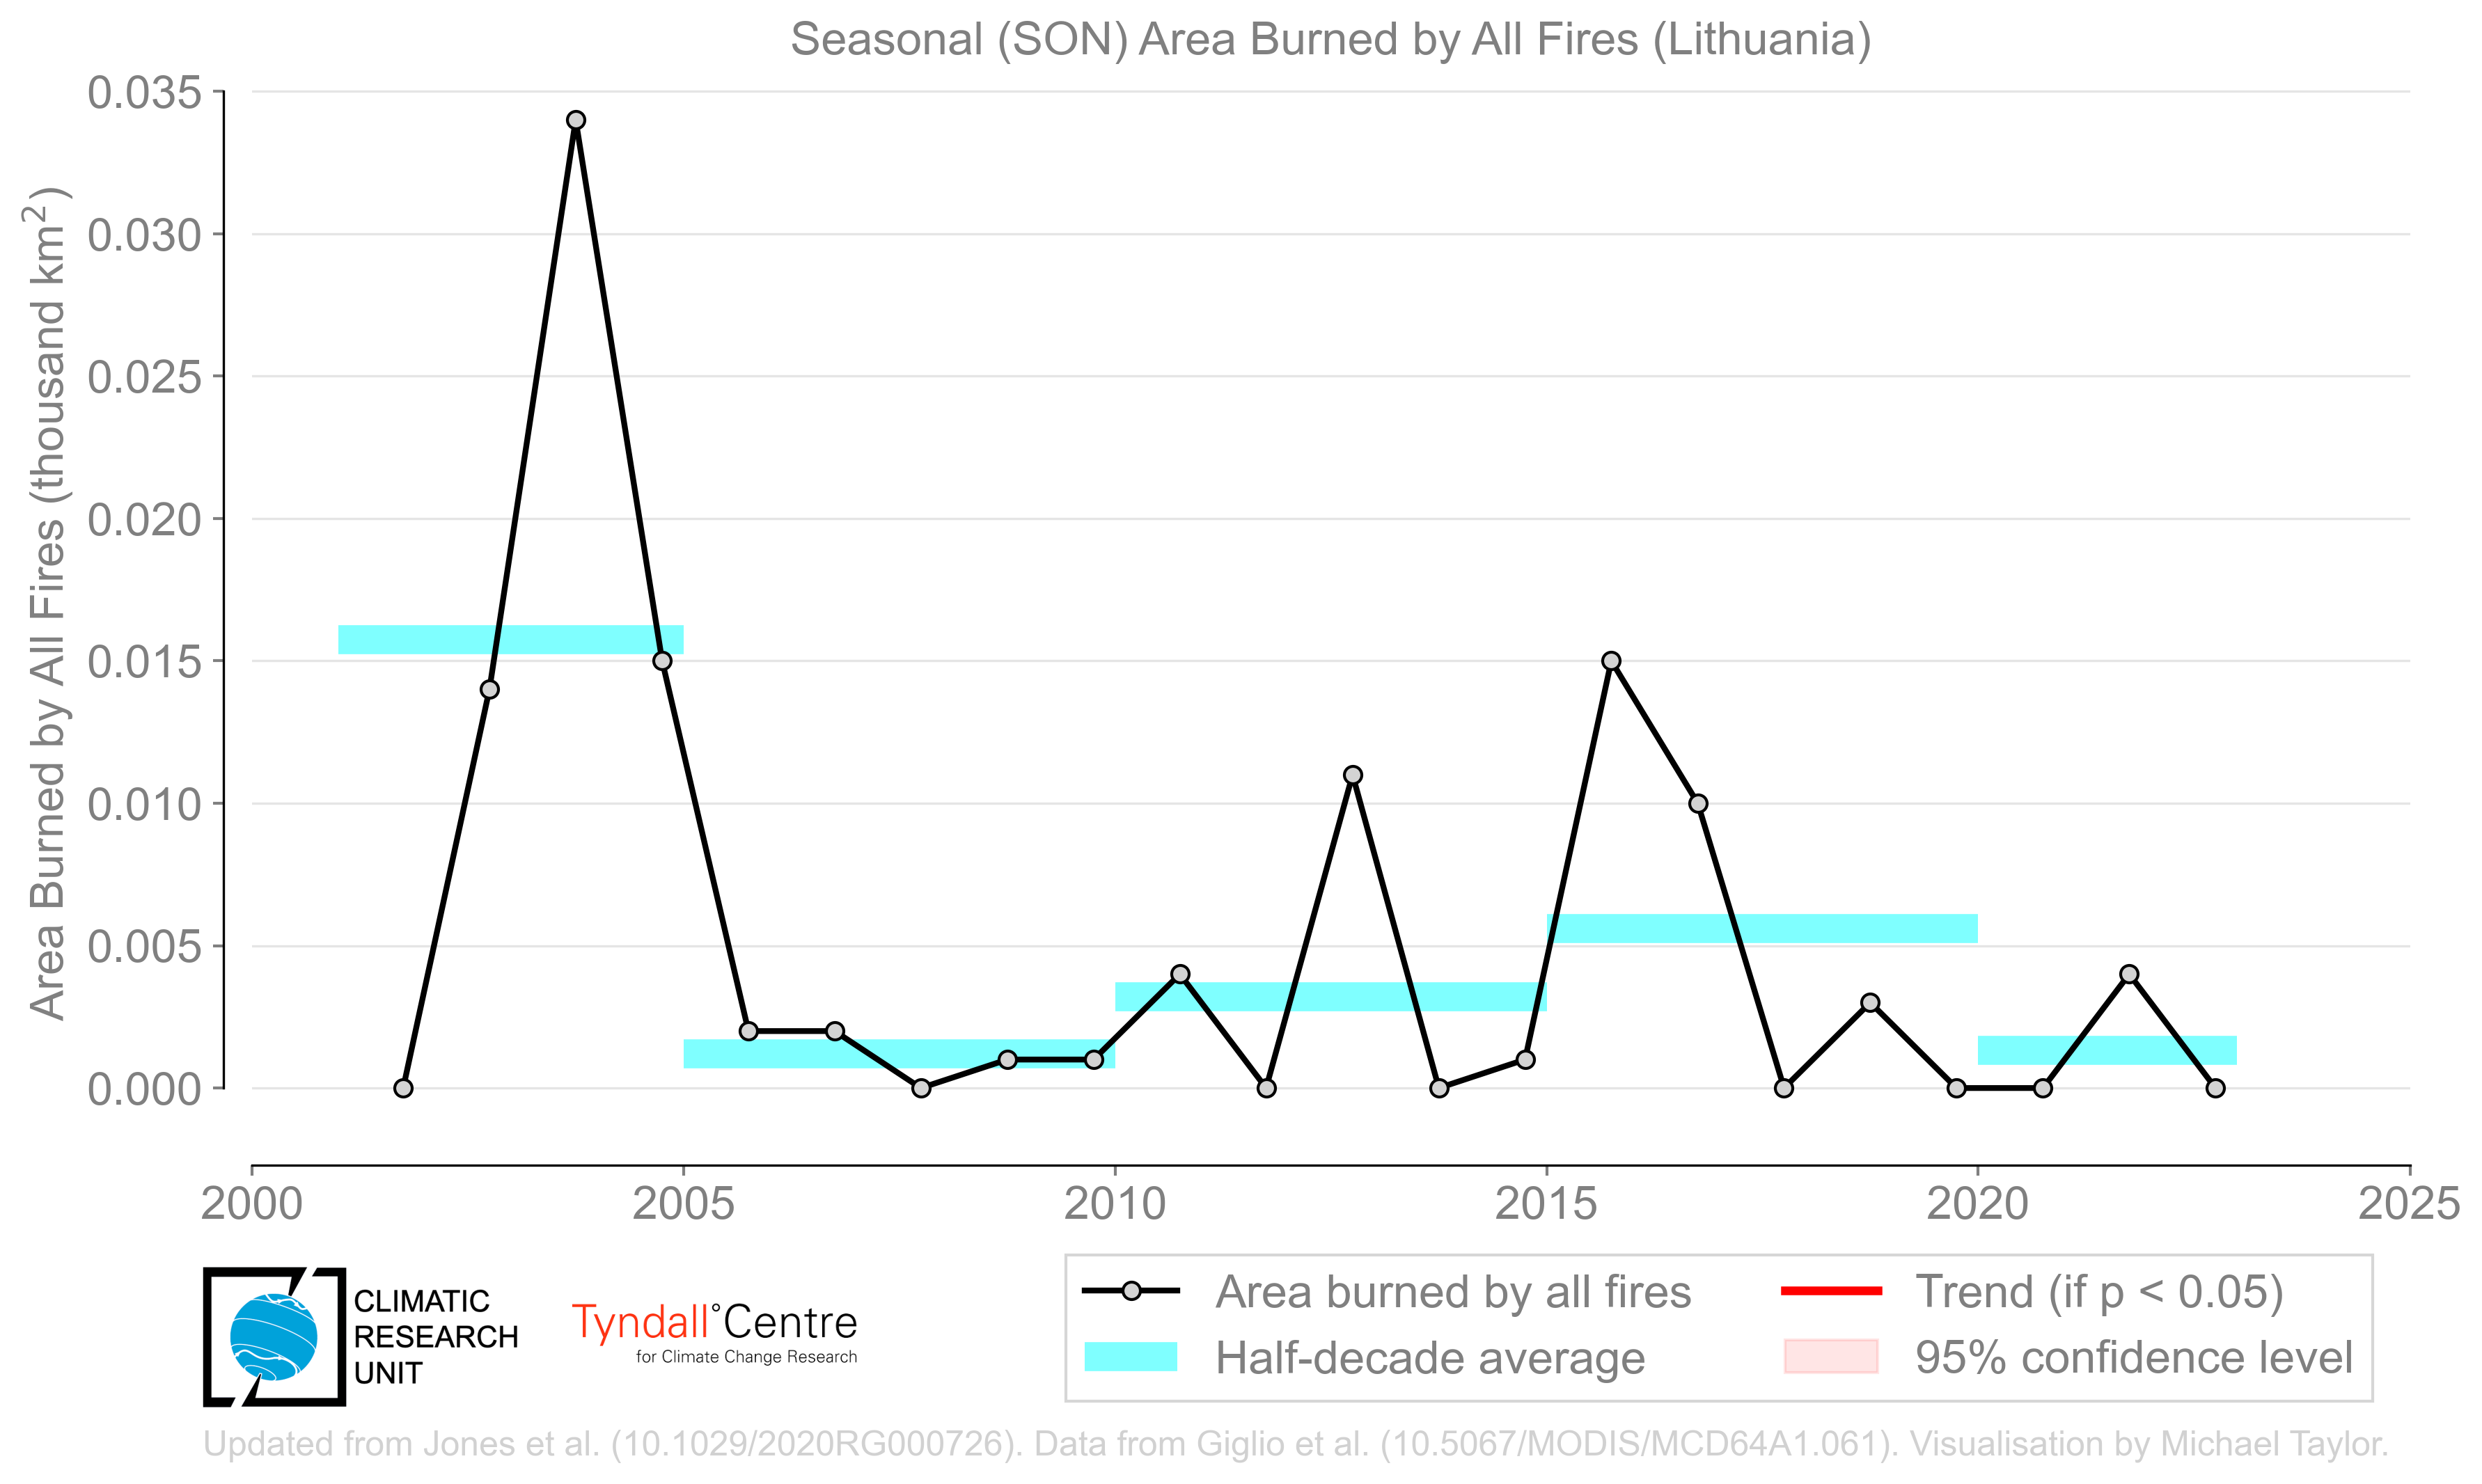 Seasonal (SON) Area Burned by All Fires (Lithuania)
Area Burned by All Fires (thousand km²)
0.035
0.030
0.025
0.020
0.015
0.010
0.005
0.000
2000 2005 2010 2015 2020 2025
CLIMATIC
RESEARCH
UNIT
Tyndall°Centre
for Climate Change Research
Area burned by all fires
Half-decade average
Trend (if p < 0.05)
95% confidence level
Updated from Jones et al. (10.1029/2020RG000726). Data from Giglio et al. (10.5067/MODIS/MCD64A1.061). Visualisation by Michael Taylor.